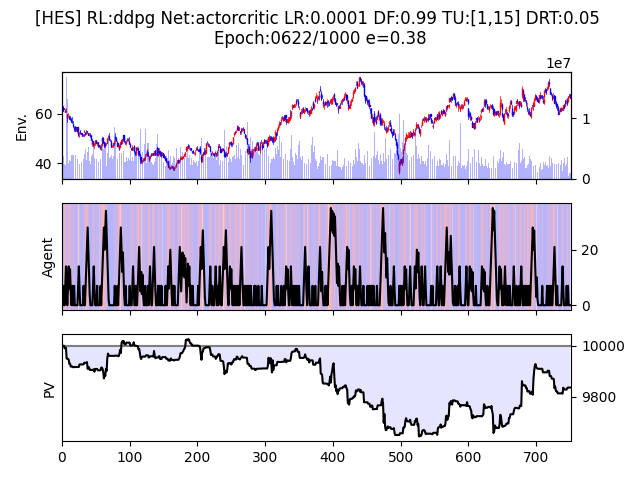 [HES] RL:ddpg Net:actorcritic LR:0.0001 DF:0.99 TU:[1,15] DRT:0.05
Epoch:0622/1000 e=0.38
1e7
Env.
60
40
1
0
Agent
20
0
PV
10000
9800
0 100 200 300 400 500 600 700